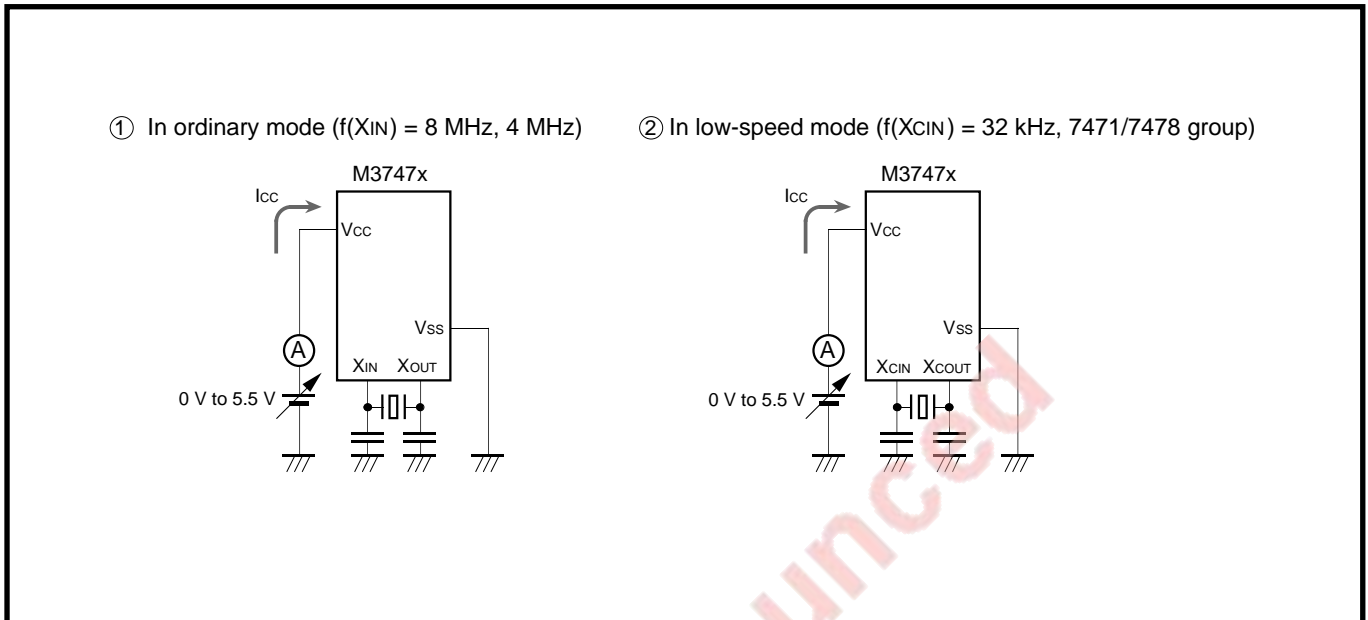 ① In ordinary mode (f(XIN) = 8 MHz, 4 MHz)
M3747x
Icc
Vcc
Vss
A
XIN XOUT
0 V to 5.5 V
② In low-speed mode (f(XCIN) = 32 kHz, 7471/7478 group)
M3747x
Icc
Vcc
Vss
A
XCIN XCOUT
0 V to 5.5 V
unced